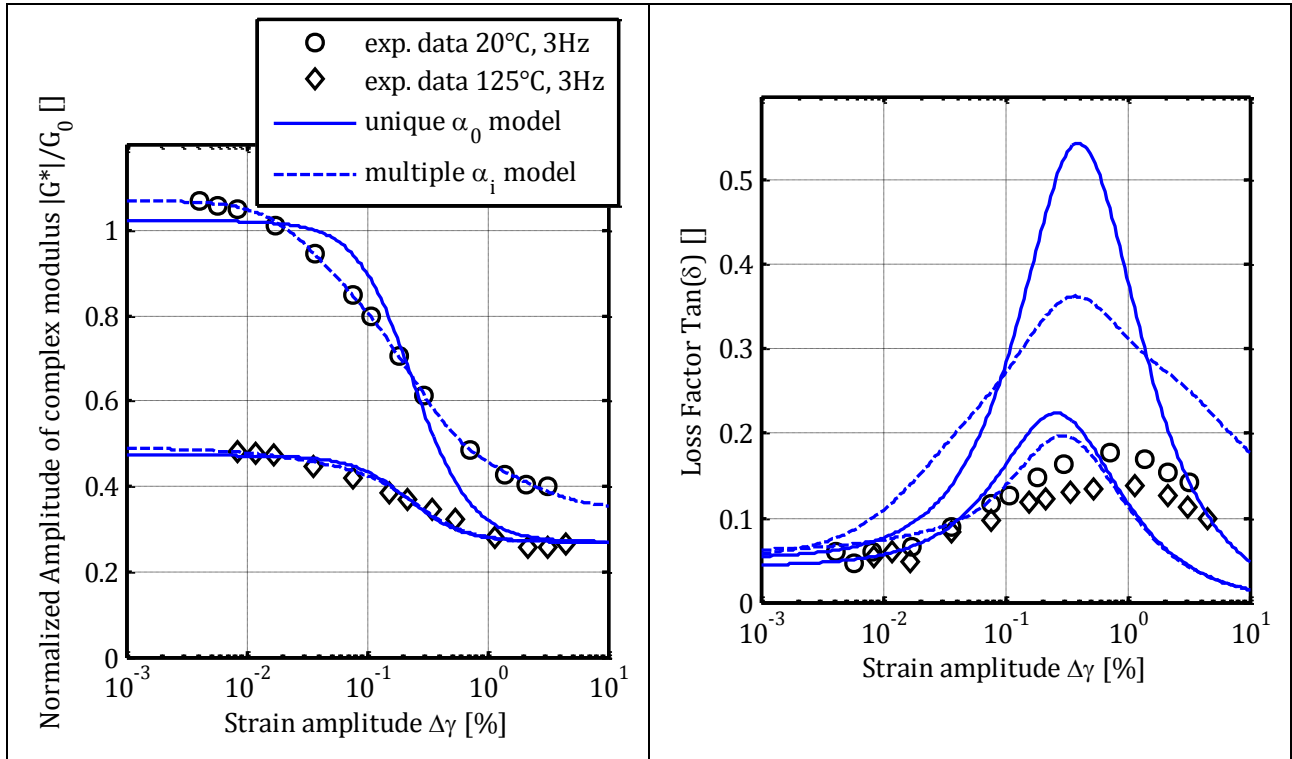 exp. data 20°C, 3Hz
exp. data 125°C, 3Hz
unique α₀ model
multiple αᵢ model
Normalized Amplitude of complex modulus |G*|/G₀ []
1
0.8
0.6
0.4
0.2
0
10⁻³ 10⁻² 10⁻¹ 10⁰ 10¹
Strain amplitude Δγ [%]
Loss Factor Tan(δ) []
0.5
0.4
0.3
0.2
0.1
0
10⁻³ 10⁻² 10⁻¹ 10⁰ 10¹
Strain amplitude Δγ [%]